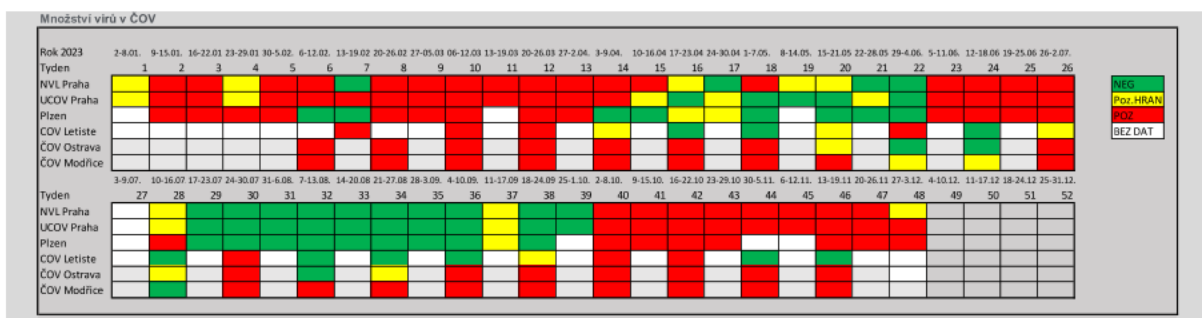 Množství virů v ČOV
Rok 2023 2-8.01. 9-15.01. 16-22.01 23-29.01 30-5.02. 6-12.02. 13-19.02 20-26.02 27-05.03 06-12.03 13-19.03 20-26.03 27-2.04. 3-9.04. 10-16.04 17-23.04 24-30.04 1-7.05. 8-14.05. 15-21.05 22-28.05 29-4.06. 5-11.06. 12-18.06 19-25.06 26-2.07.
Tyden 1 2 3 4 5 6 7 8 9 10 11 12 13 14 15 16 17 18 19 20 21 22 23 24 25 26
NVL Praha NEG
UCOV Praha Poz.HRAN
Plzen POZ
COV Letiste BEZ DAT
ČOV Ostrava
ČOV Modřice
3-9.07. 10-16.07 17-23.07 24-30.07 31-6.08. 7-13.08. 14-20.08 21-27.08 28-3.09. 4-10.09. 11-17.09 18-24.09 25-1.10. 2-8.10. 9-15.10. 16-22.10 23-29.10 30-5.11. 6-12.11. 13-19.11 20-26.11 27-3.12. 4-10.12. 11-17.12 18-24.12 25-31.12.
Tyden 27 28 29 30 31 32 33 34 35 36 37 38 39 40 41 42 43 44 45 46 47 48 49 50 51 52
NVL Praha
UCOV Praha
Plzen
COV Letiste
ČOV Ostrava
ČOV Modřice